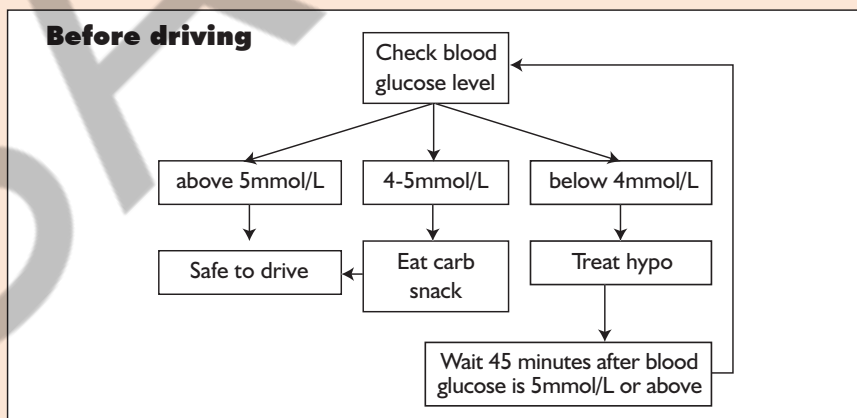 Before driving
Check blood
glucose level
above 5mmol/L
4-5mmol/L
below 4mmol/L
Safe to drive
Eat carb
snack
Treat hypo
Wait 45 minutes after blood
glucose is 5mmol/L or above